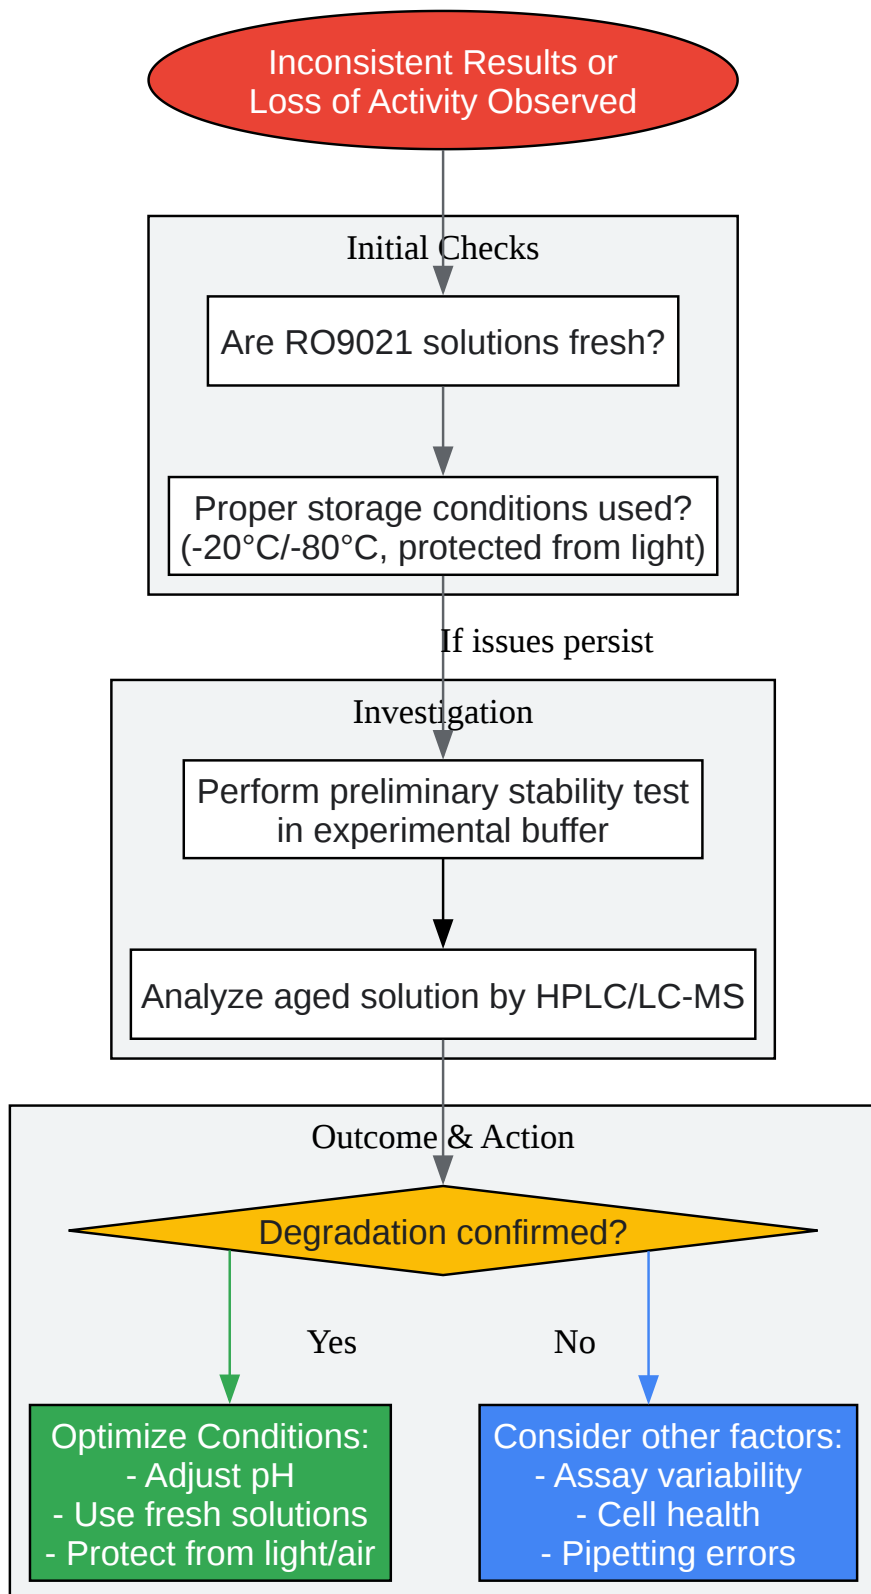 Inconsistent Results or
Loss of Activity Observed
Initial Checks
Are RO9021 solutions fresh?
Proper storage conditions used?
(-20°C/-80°C, protected from light)
If issues persist
Investigation
Perform preliminary stability test
in experimental buffer
Analyze aged solution by HPLC/LC-MS
Outcome & Action
Degradation confirmed?
Yes
No
Optimize Conditions:
- Adjust pH
- Use fresh solutions
- Protect from light/air
Consider other factors:
- Assay variability
- Cell health
- Pipetting errors